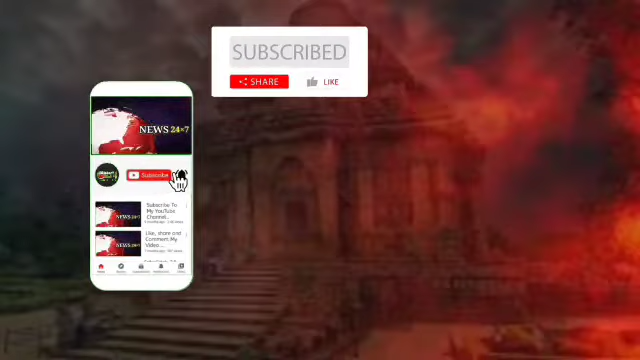 SUBSCRIBED
SHARE
LIKE
NEWS 24×7
Subscribe
Subscribe To
My YouTube
Channel...
Like, share and
Comment My
Video ...